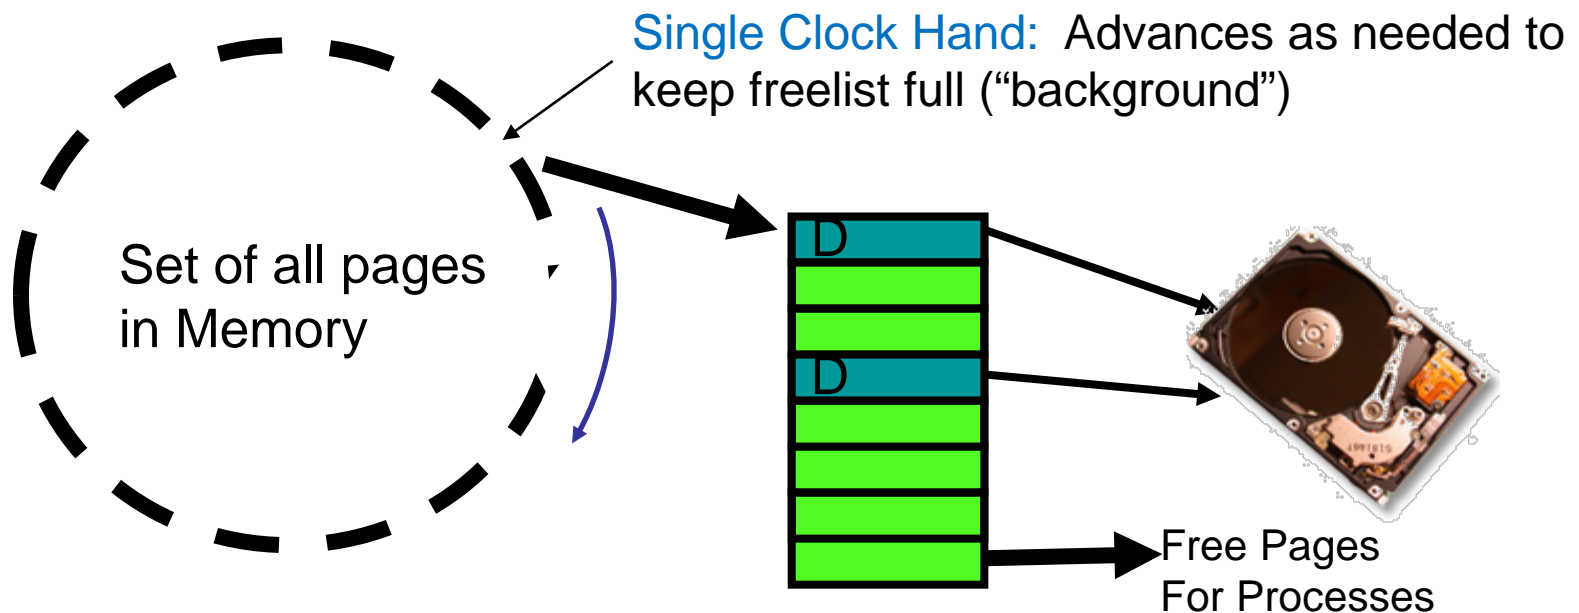 Single Clock Hand: Advances as needed to
keep freelist full (“background”)
Set of all pages
in Memory
D
D
Free Pages
For Processes